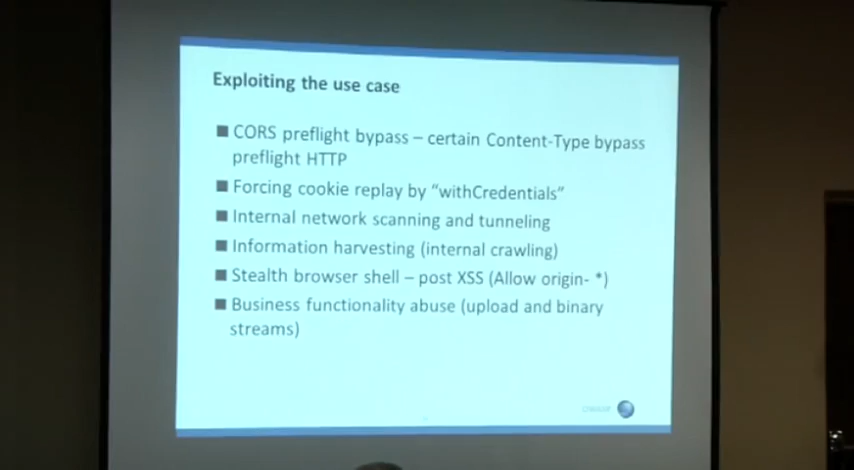 Exploiting the use case
■ CORS preflight bypass – certain Content-Type bypass
preflight HTTP
■ Forcing cookie replay by “withCredentials”
■ Internal network scanning and tunneling
■ Information harvesting (internal crawling)
■ Stealth browser shell – post XSS (Allow origin- *)
■ Business functionality abuse (upload and binary
streams)